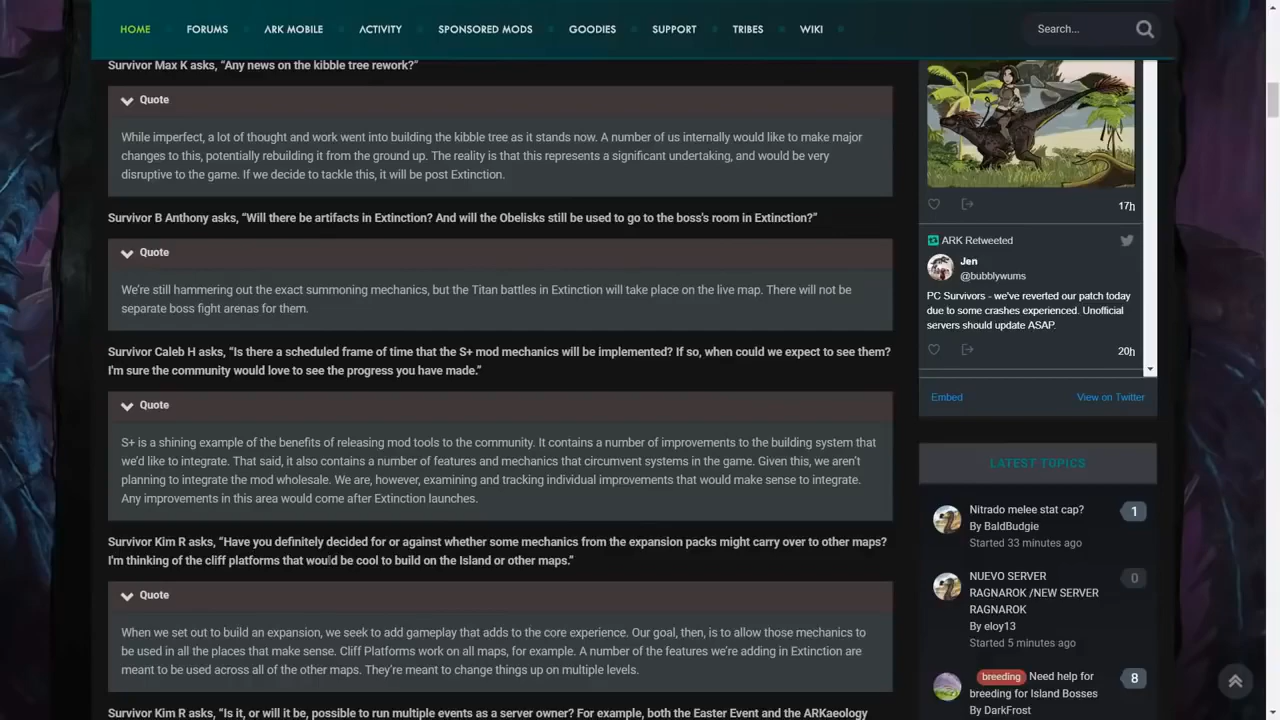 HOME
FORUMS
ARK MOBILE
ACTIVITY
SPONSORED MODS
GOODIES
SUPPORT
TRIBES
WIKI
Search...
Survivor Max K asks, “Any news on the kibble tree rework?”
Quote
While imperfect, a lot of thought and work went into building the kibble tree as it stands now. A number of us internally would like to make major
changes to this, potentially rebuilding it from the ground up. The reality is that this represents a significant undertaking, and would be very
disruptive to the game. If we decide to tackle this, it will be post Extinction.
Survivor B Anthony asks, “Will there be artifacts in Extinction? And will the Obelisks still be used to go to the boss's room in Extinction?”
Quote
We're still hammering out the exact summoning mechanics, but the Titan battles in Extinction will take place on the live map. There will not be
separate boss fight arenas for them.
Survivor Caleb H asks, “Is there a scheduled frame of time that the S+ mod mechanics will be implemented? If so, when could we expect to see them?
I'm sure the community would love to see the progress you have made.”
Quote
S+ is a shining example of the benefits of releasing mod tools to the community. It contains a number of improvements to the building system that
we'd like to integrate. That said, it also contains a number of features and mechanics that circumvent systems in the game. Given this, we aren't
planning to integrate the mod wholesale. We are, however, examining and tracking individual improvements that would make sense to integrate.
Any improvements in this area would come after Extinction launches.
Survivor Kim R asks, “Have you definitely decided for or against whether some mechanics from the expansion packs might carry over to other maps?
I'm thinking of the cliff platforms that would be cool to build on the Island or other maps.”
Quote
When we set out to build an expansion, we seek to add gameplay that adds to the core experience. Our goal, then, is to allow those mechanics to
be used in all the places that make sense. Cliff Platforms work on all maps, for example. A number of the features we're adding in Extinction are
meant to be used across all of the other maps. They're meant to change things up on multiple levels.
Survivor Kim R asks, “Is it, or will it be, possible to run multiple events as a server owner? For example, both the Easter Event and the ARKaeology
17h
ARK Retweeted
Jen
@bubblywums
PC Survivors - we've reverted our patch today
due to some crashes experienced. Unofficial
servers should update ASAP.
20h
Embed
View on Twitter
LATEST TOPICS
Nitrado melee stat cap?
1
By BaldBudgie
Started 33 minutes ago
NUEVO SERVER
0
RAGNAROK /NEW SERVER
RAGNAROK
By eloy13
Started 5 minutes ago
breeding Need help for
8
breeding for Island Bosses
By DarkFrost